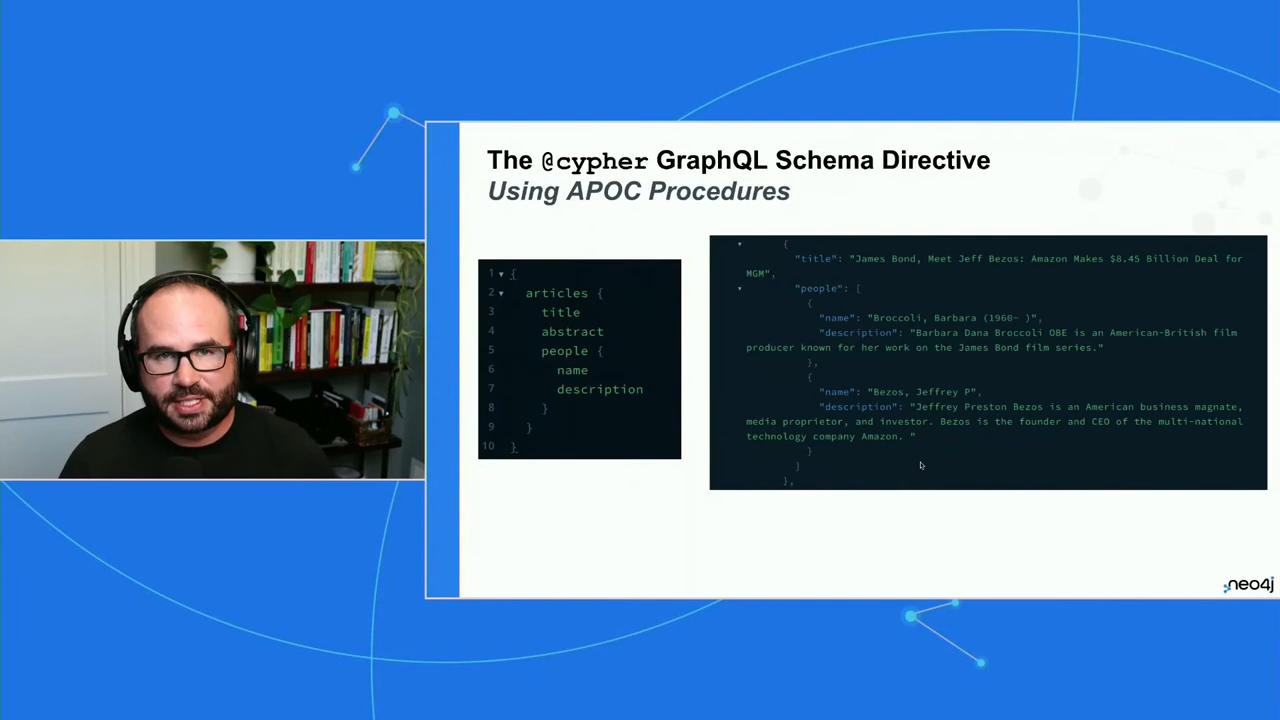 The @cypher GraphQL Schema Directive
Using APOC Procedures
1 {
2 articles {
3 title
4 abstract
5 people {
6 name
7 description
8 }
9 }
10 }
{
"title": "James Bond, Meet Jeff Bezos: Amazon Makes $8.45 Billion Deal for
MGM",
"people": [
{
"name": "Broccoli, Barbara (1960- )",
"description": "Barbara Dana Broccoli OBE is an American-British film
producer known for her work on the James Bond film series."
},
{
"name": "Bezos, Jeffrey P",
"description": "Jeffrey Preston Bezos is an American business magnate,
media proprietor, and investor. Bezos is the founder and CEO of the multi-national
technology company Amazon. "
}
]
},
neo4j